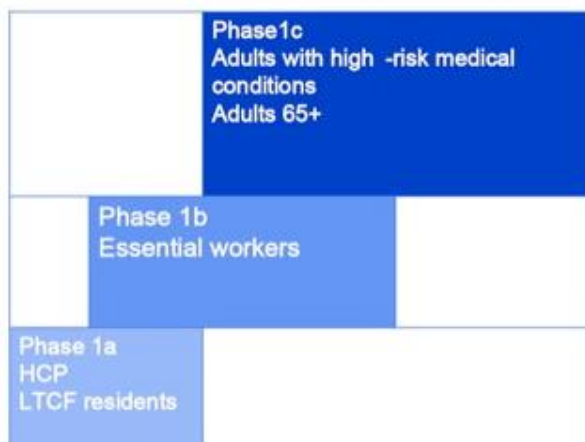 Phase1c
Adults with high -risk medical
conditions
Adults 65+
Phase 1b
Essential workers
Phase 1a
HCP
LTCF residents